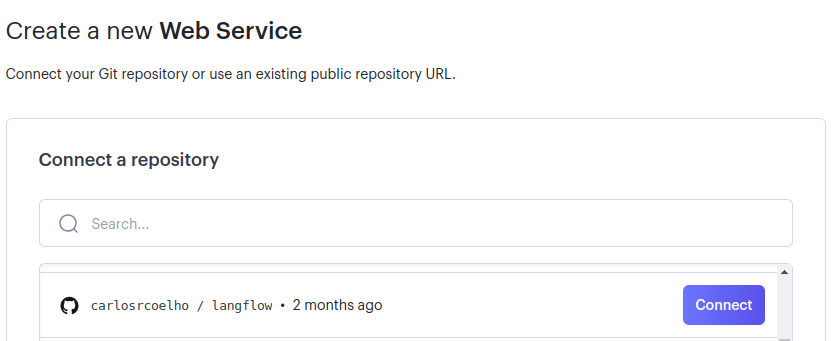 Create a new Web Service
Connect your Git repository or use an existing public repository URL.
Connect a repository
Search...
carlosrcoelho / langflow • 2 months ago Connect